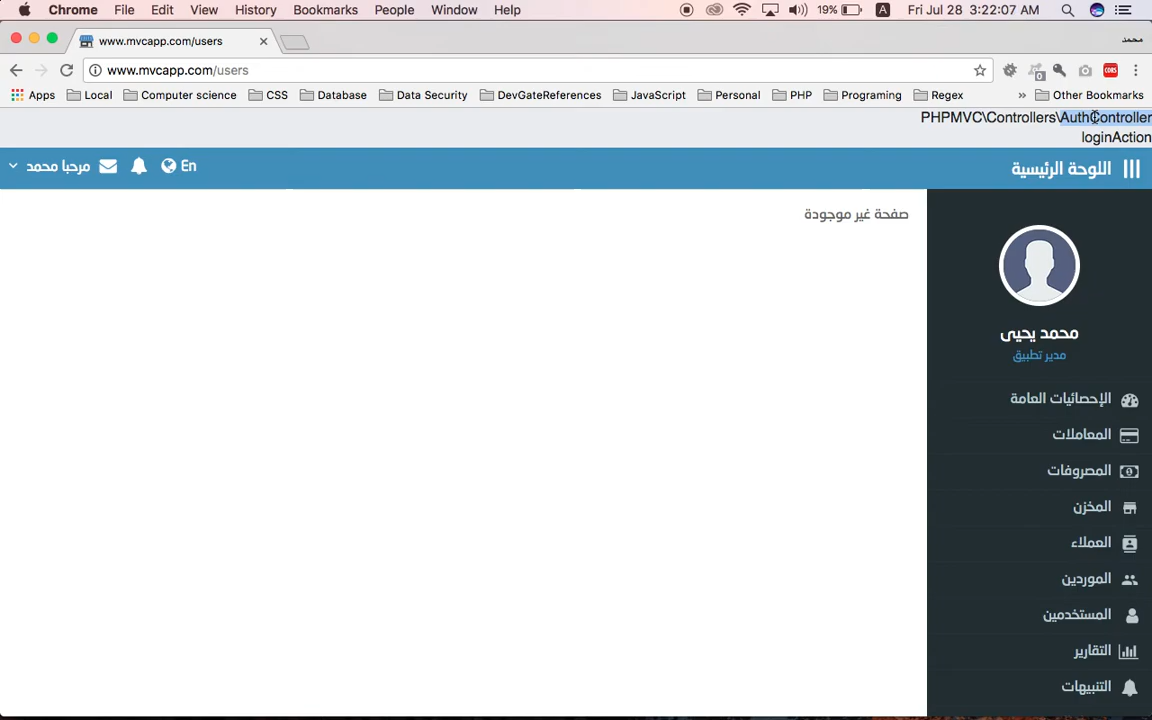 Chrome File Edit View History Bookmarks People Window Help 19% A Fri Jul 28 3:22:07 AM
www.mvcapp.com/users
محمد
www.mvcapp.com/users
0
CORS
Apps Local Computer science CSS Database Data Security DevGateReferences JavaScript Personal PHP Programing Regex » Other Bookmarks
PHPMVC\Controllers\AuthController
loginAction
اللوحة الرئيسية
En
مرحبا محمد
صفحة غير موجودة
محمد يحيى
مدير تطبيق
الإحصائيات العامة
المعاملات
المصروفات
المخزن
العملاء
الموردين
المستخدمين
التقارير
التنبيهات